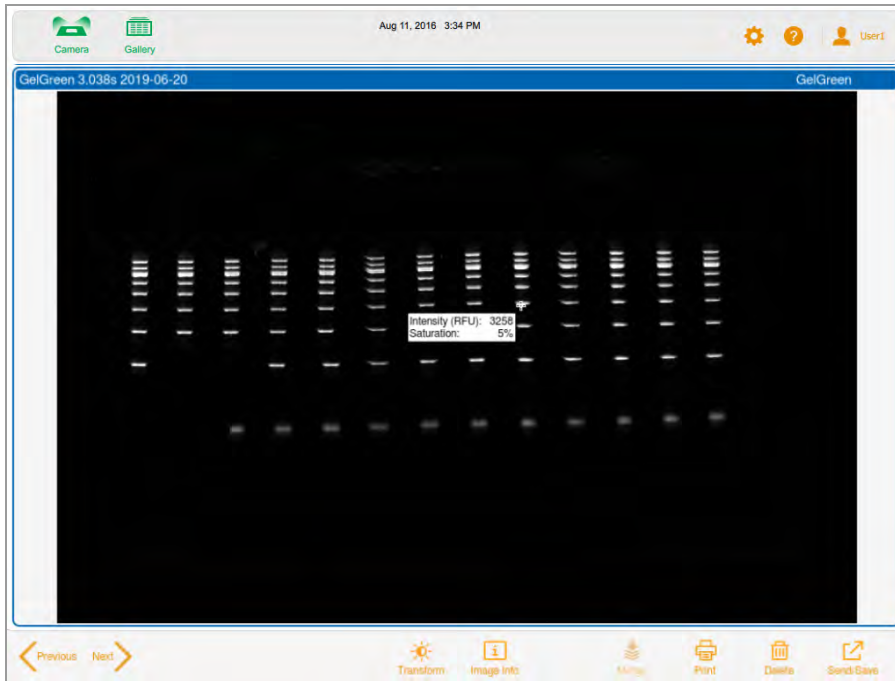 Aug 11, 2016 3:34 PM
Camera
Gallery
User1
GelGreen 3.038s 2019-06-20
GelGreen
Intensity (RFU): 3258
Saturation: 5%
Previous
Next
Transform
Image Info
Print
Delete
Send/Save